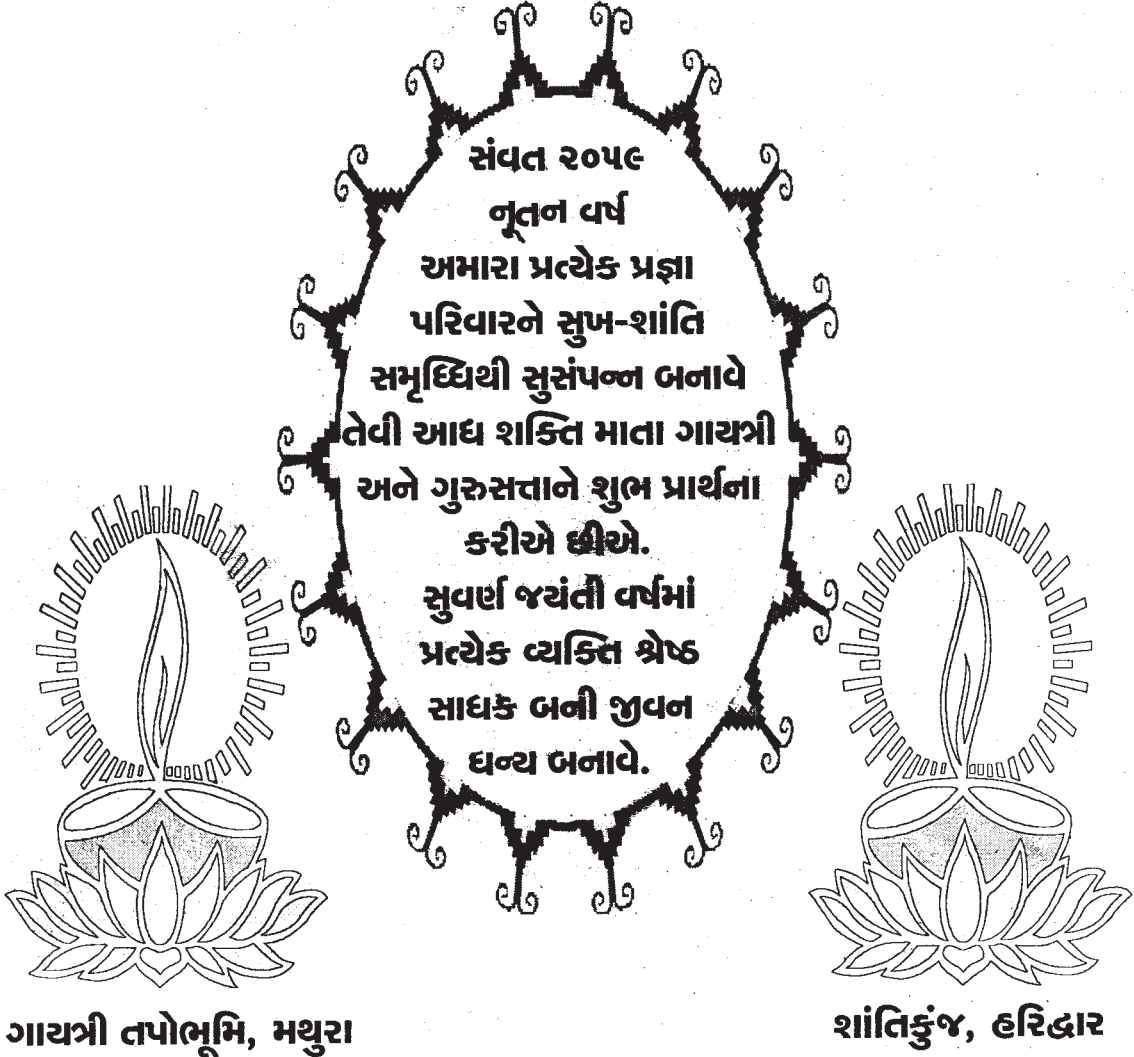 સંવત ૨૦૫૯
નૂતન વર્ષ
અમારા પ્રત્યેક પ્રજ્ઞા
પરિવારને સુખ-શાંતિ
સમૃધ્ધિથી સુસંપન્ન બનાવે
તેવી આધ શક્તિ માતા ગાયત્રી
અને ગુરુસત્તાને શુભ પ્રાર્થના
કરીએ છીએ.
સુવર્ણ જયંતી વર્ષમાં
પ્રત્યેક વ્યક્તિ શ્રેષ્ઠ
સાધક બની જીવન
ધન્ય બનાવે.
ગાયત્રી તપોભૂમિ, મથુરા
શાંતિકુંજ, હરિદ્વાર